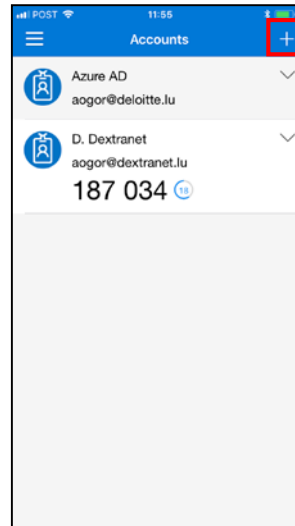 POST 11:55
Accounts
Azure AD
aogor@deloitte.lu
D. Dextranet
aogor@dextranet.lu
187 034 18